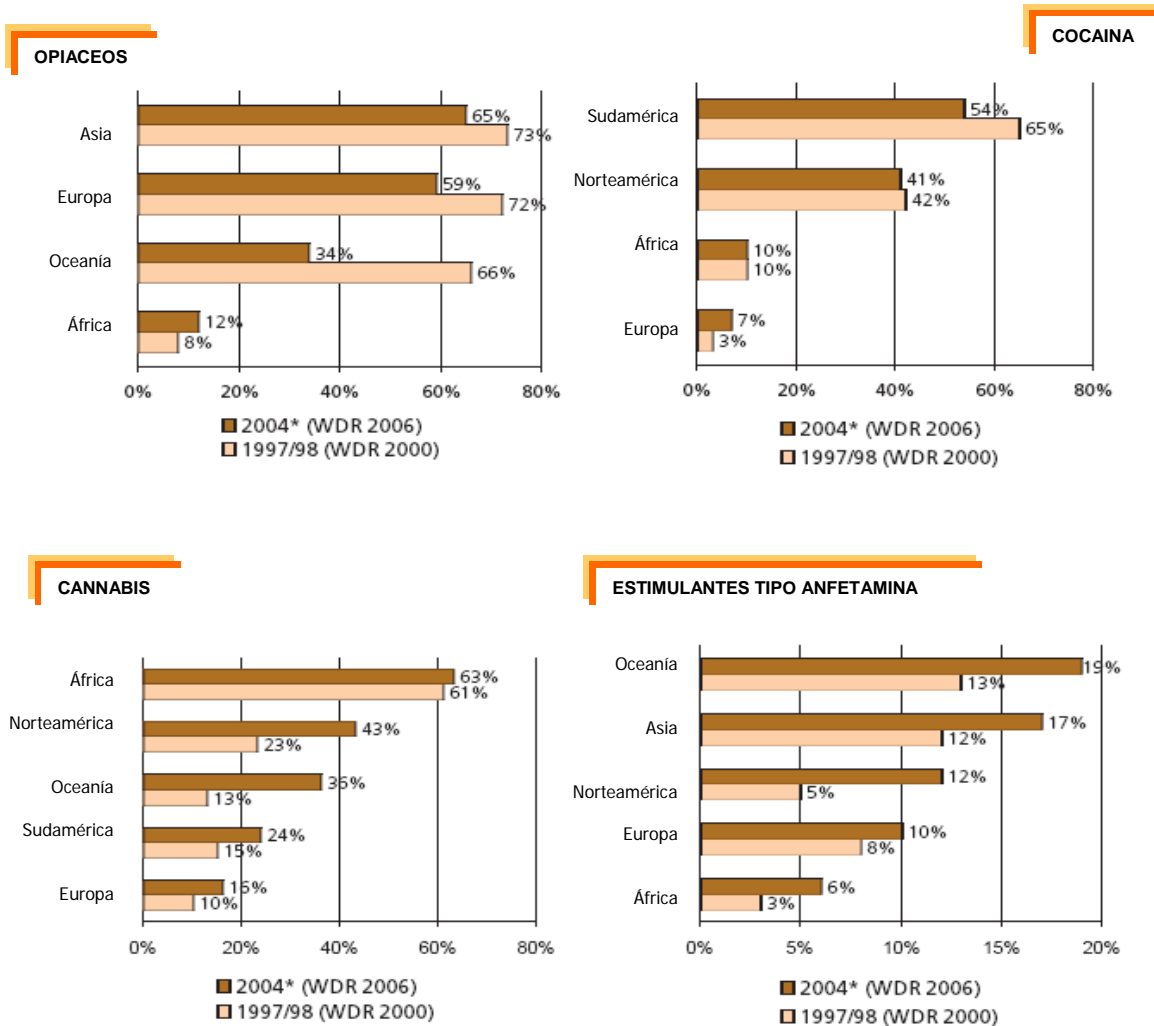 OPIACEOS
Asia
65%
73%
Europa
59%
72%
Oceanía
34%
66%
África
12%
8%
0% 20% 40% 60% 80%
2004* (WDR 2006)
1997/98 (WDR 2000)
COCAINA
Sudamérica
54%
65%
Norteamérica
41%
42%
África
10%
10%
Europa
7%
3%
0% 20% 40% 60% 80%
2004* (WDR 2006)
1997/98 (WDR 2000)
CANNABIS
África
63%
61%
Norteamérica
43%
23%
Oceanía
36%
13%
Sudamérica
24%
15%
Europa
16%
10%
0% 20% 40% 60% 80%
2004* (WDR 2006)
1997/98 (WDR 2000)
ESTIMULANTES TIPO ANFETAMINA
Oceanía
19%
13%
Asia
17%
12%
Norteamérica
12%
5%
Europa
10%
8%
África
6%
3%
0% 5% 10% 15% 20%
2004* (WDR 2006)
1997/98 (WDR 2000)